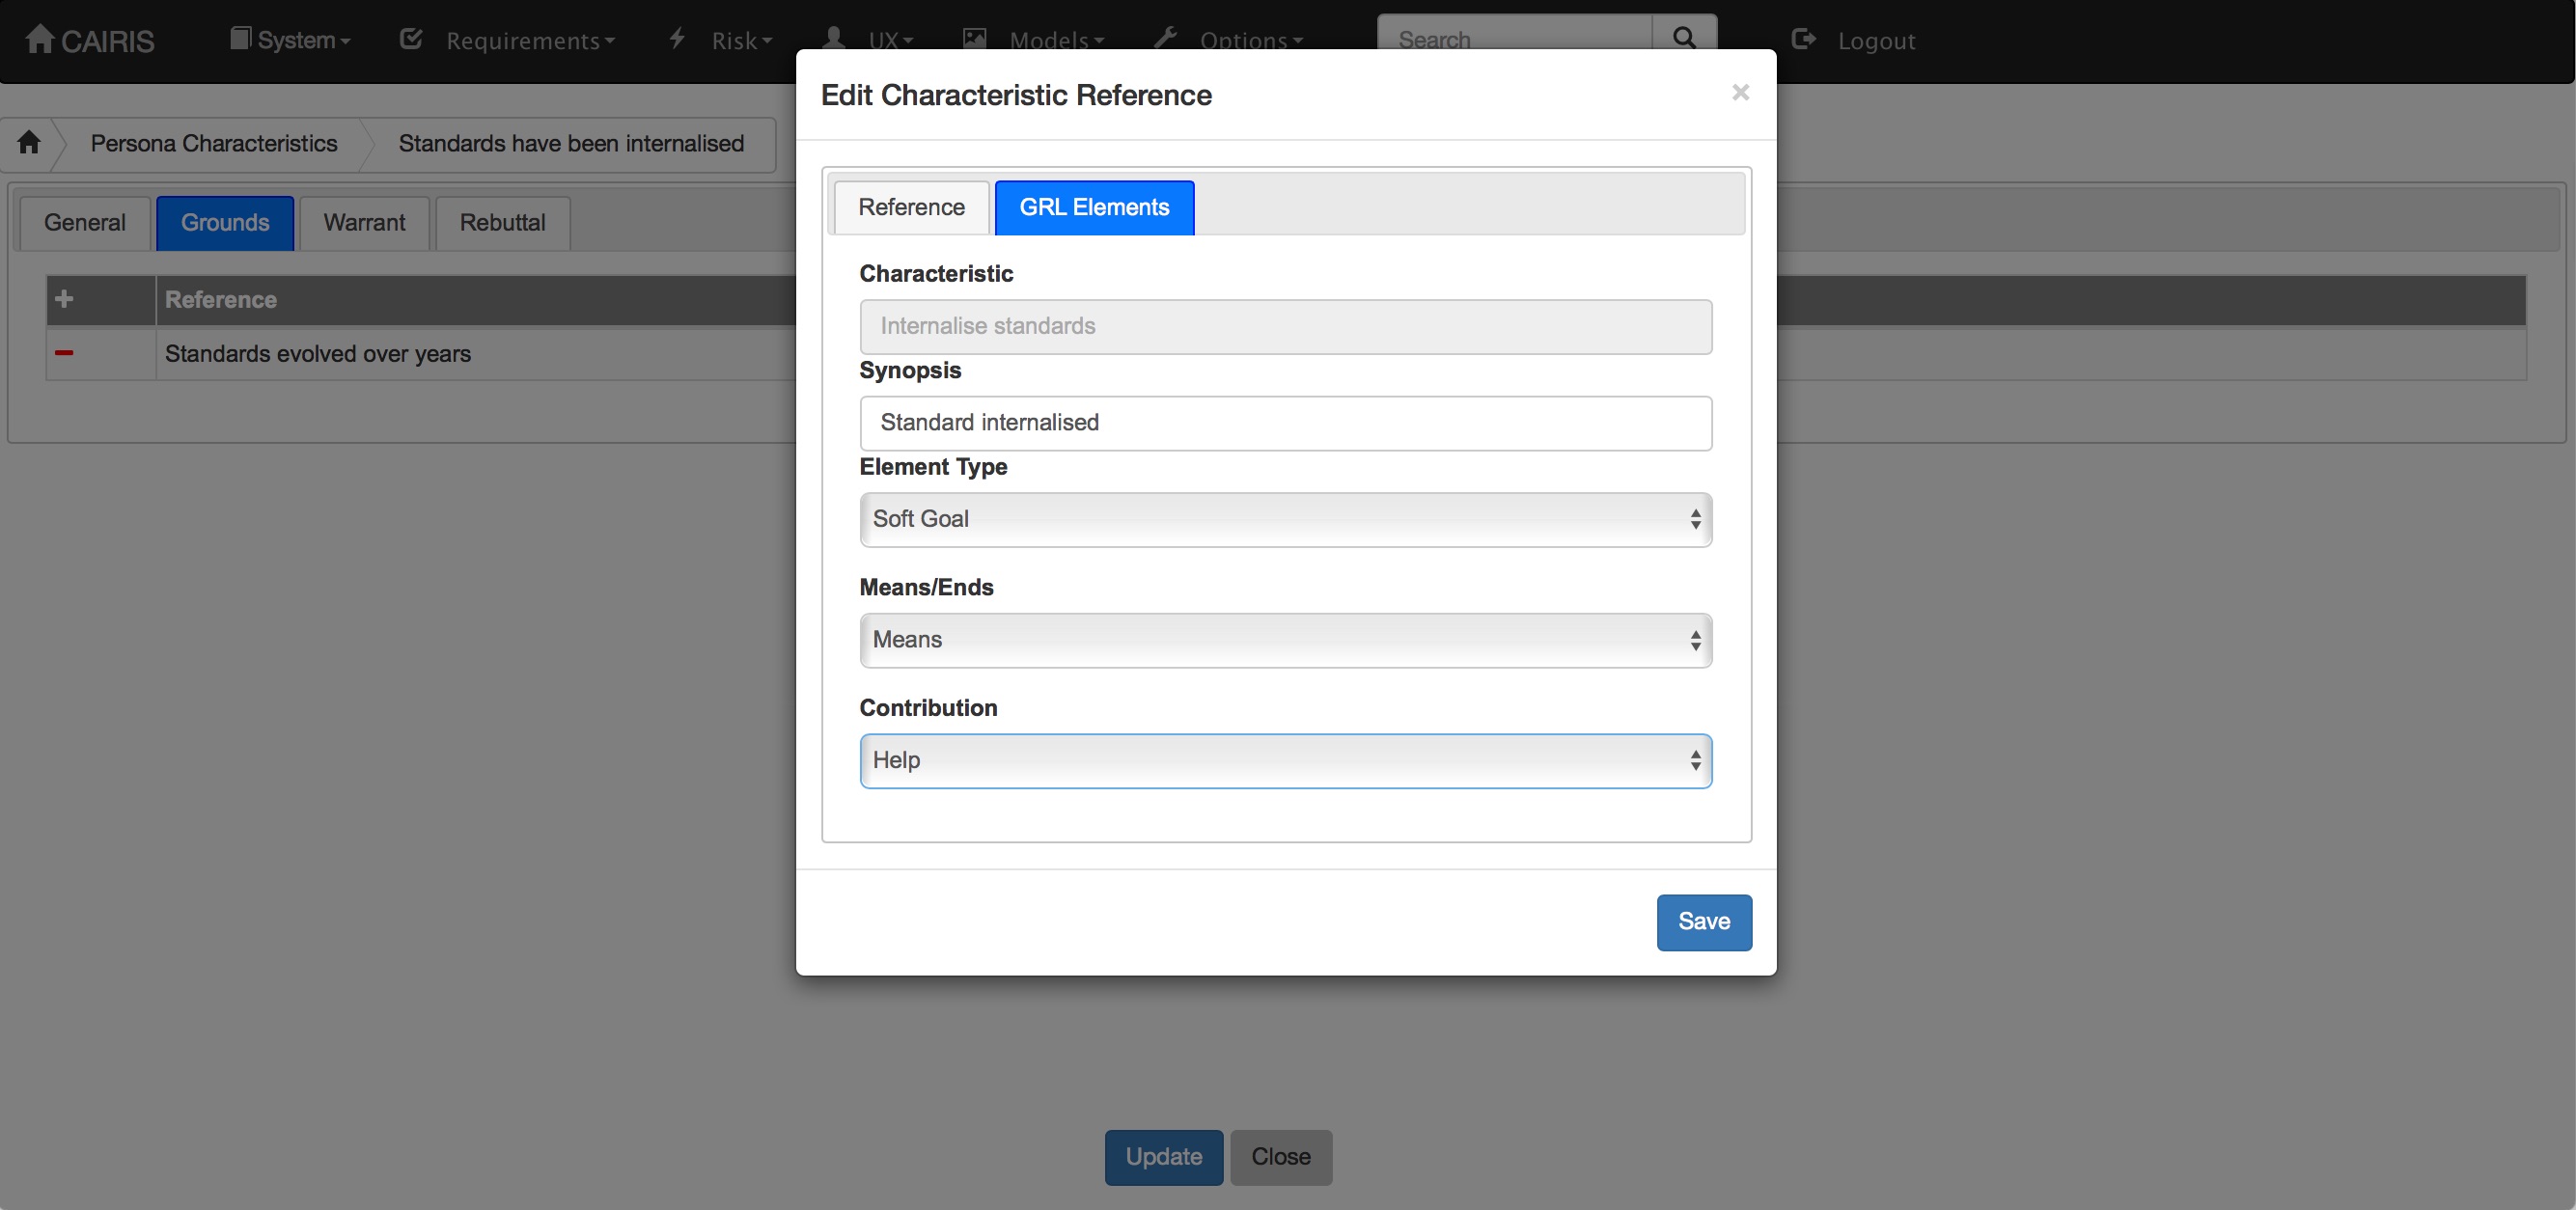 CAIRIS System Requirements Risk UX Models Options Search Logout
Edit Characteristic Reference ×
Persona Characteristics Standards have been internalised
General Grounds Warrant Rebuttal
Reference
Standards evolved over years
Reference GRL Elements
Characteristic
Internalise standards
Synopsis
Standard internalised
Element Type
Soft Goal
Means/Ends
Means
Contribution
Help
Save
Update Close